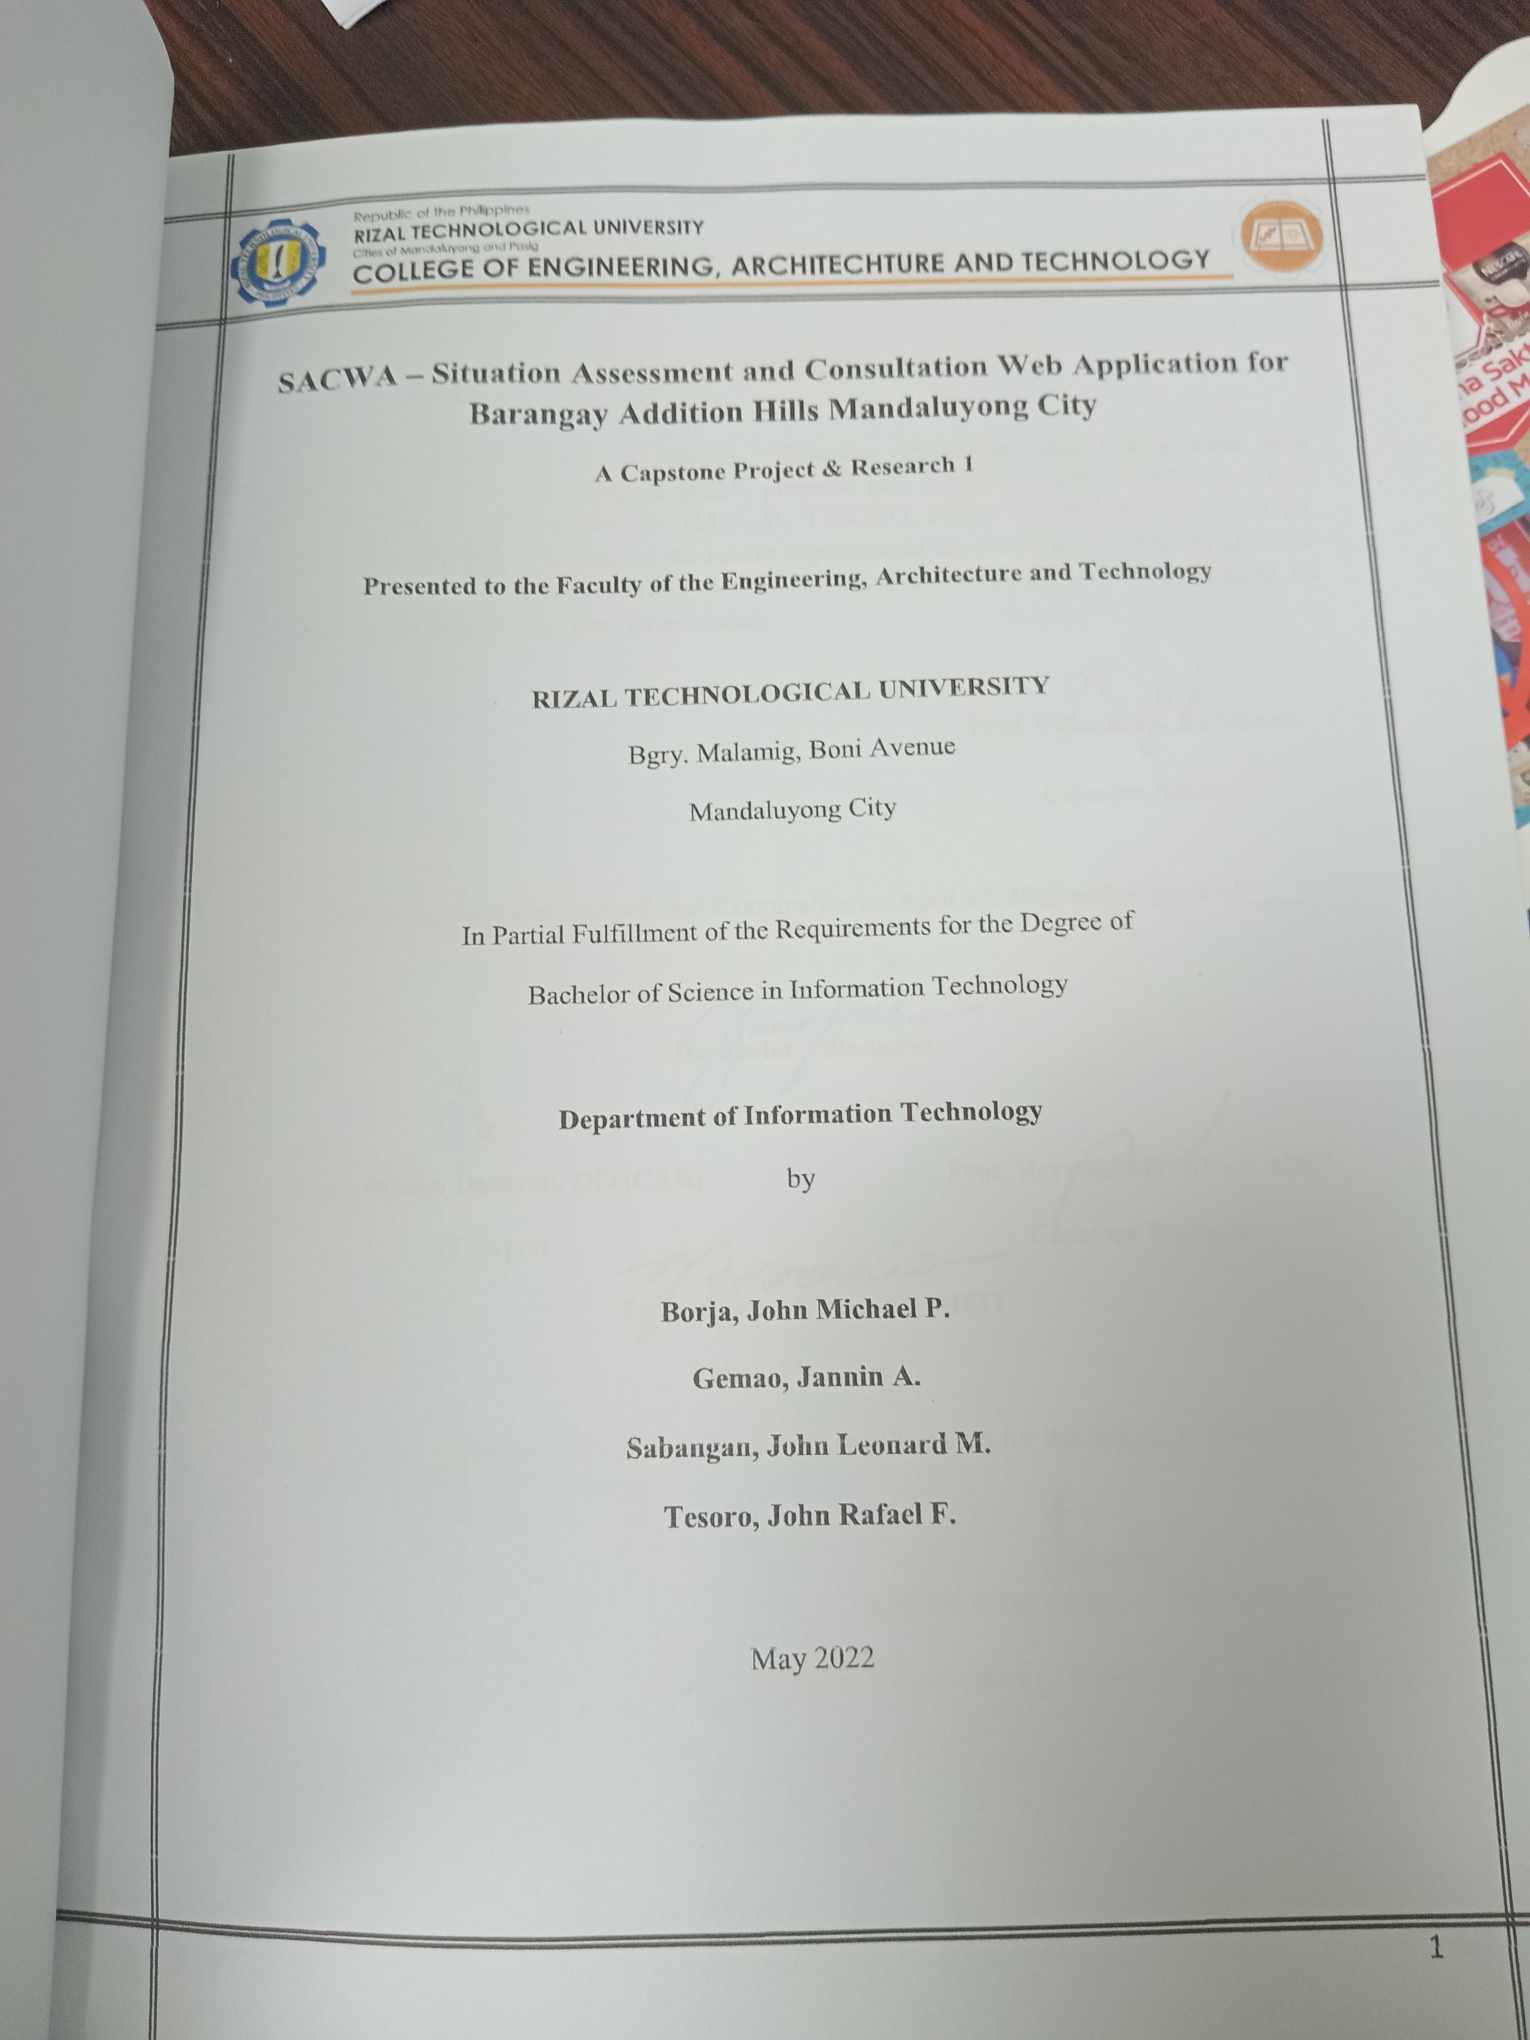 Republic of the Philippines
RIZAL TECHNOLOGICAL UNIVERSITY
Cities of Mandaluyong and Pasig
COLLEGE OF ENGINEERING, ARCHITECHTURE AND TECHNOLOGY
SACWA – Situation Assessment and Consultation Web Application for
Barangay Addition Hills Mandaluyong City
A Capstone Project & Research 1
Presented to the Faculty of the Engineering, Architecture and Technology
RIZAL TECHNOLOGICAL UNIVERSITY
Bgry. Malamig, Boni Avenue
Mandaluyong City
In Partial Fulfillment of the Requirements for the Degree of
Bachelor of Science in Information Technology
Department of Information Technology
by
Borja, John Michael P.
Gemao, Jannin A.
Sabangan, John Leonard M.
Tesoro, John Rafael F.
May 2022
1
NESCAFE